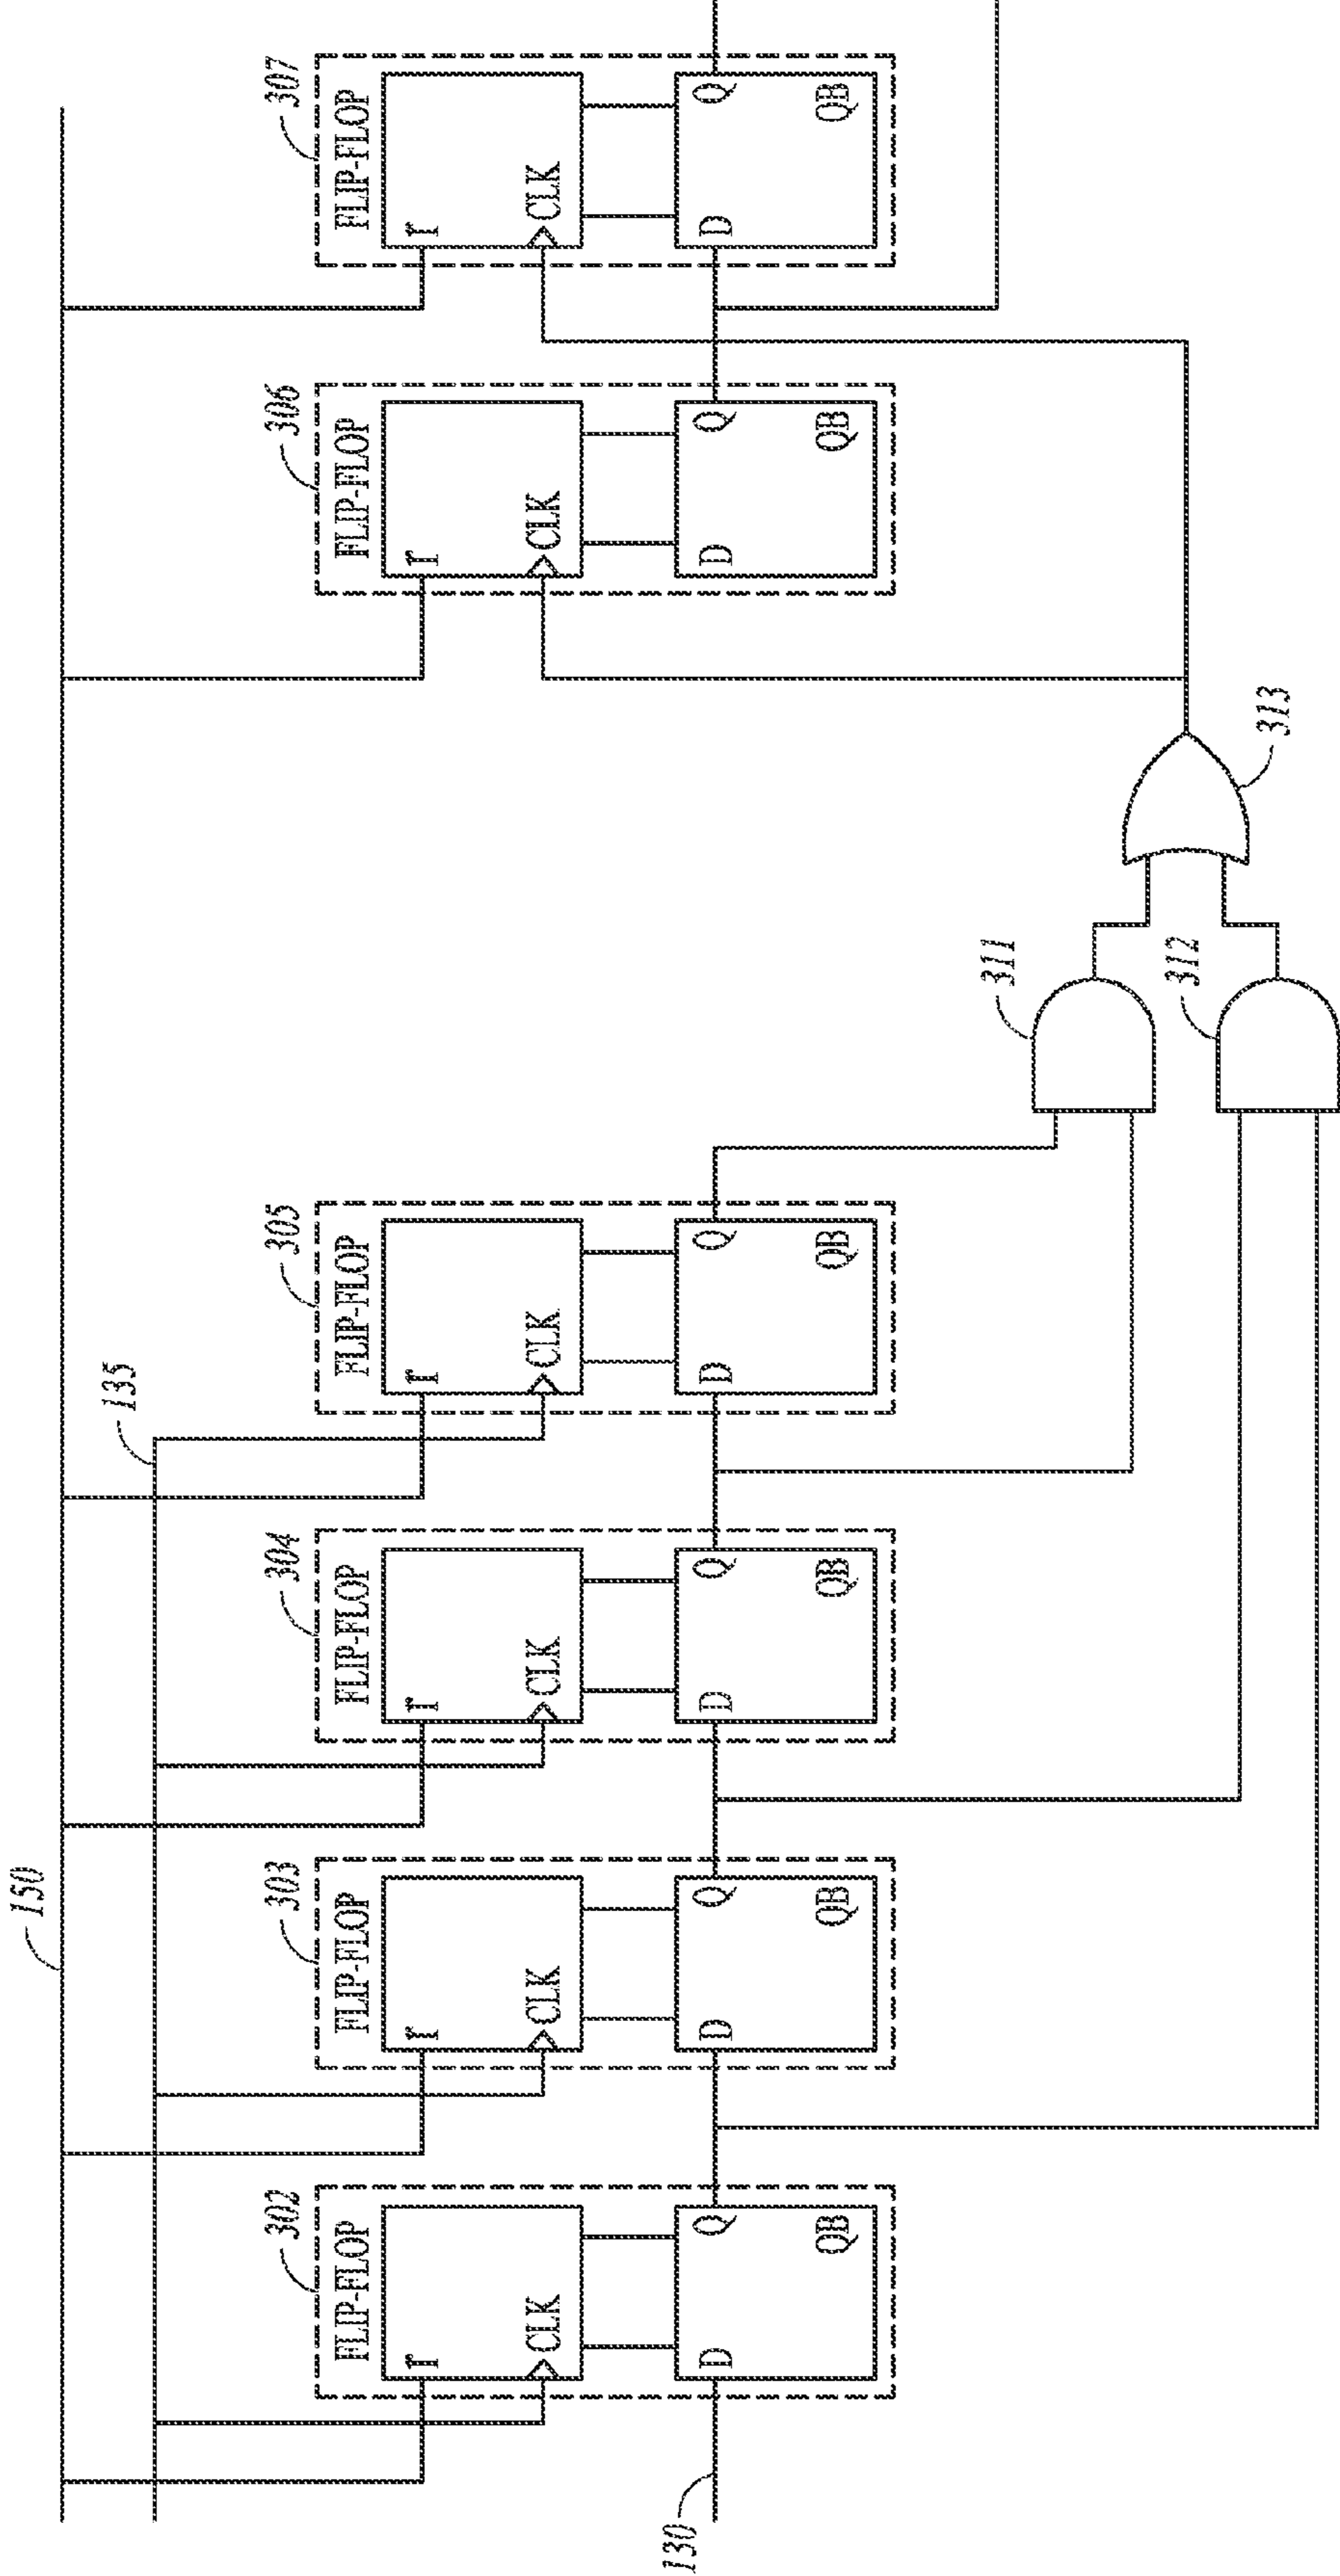 150
135
302
FLIP-FLOP
r
CLK
D
Q
QB
303
FLIP-FLOP
r
CLK
D
Q
QB
304
FLIP-FLOP
r
CLK
D
Q
QB
305
FLIP-FLOP
r
CLK
D
Q
QB
306
FLIP-FLOP
r
CLK
D
Q
QB
307
FLIP-FLOP
r
CLK
D
Q
QB
130
311
312
313